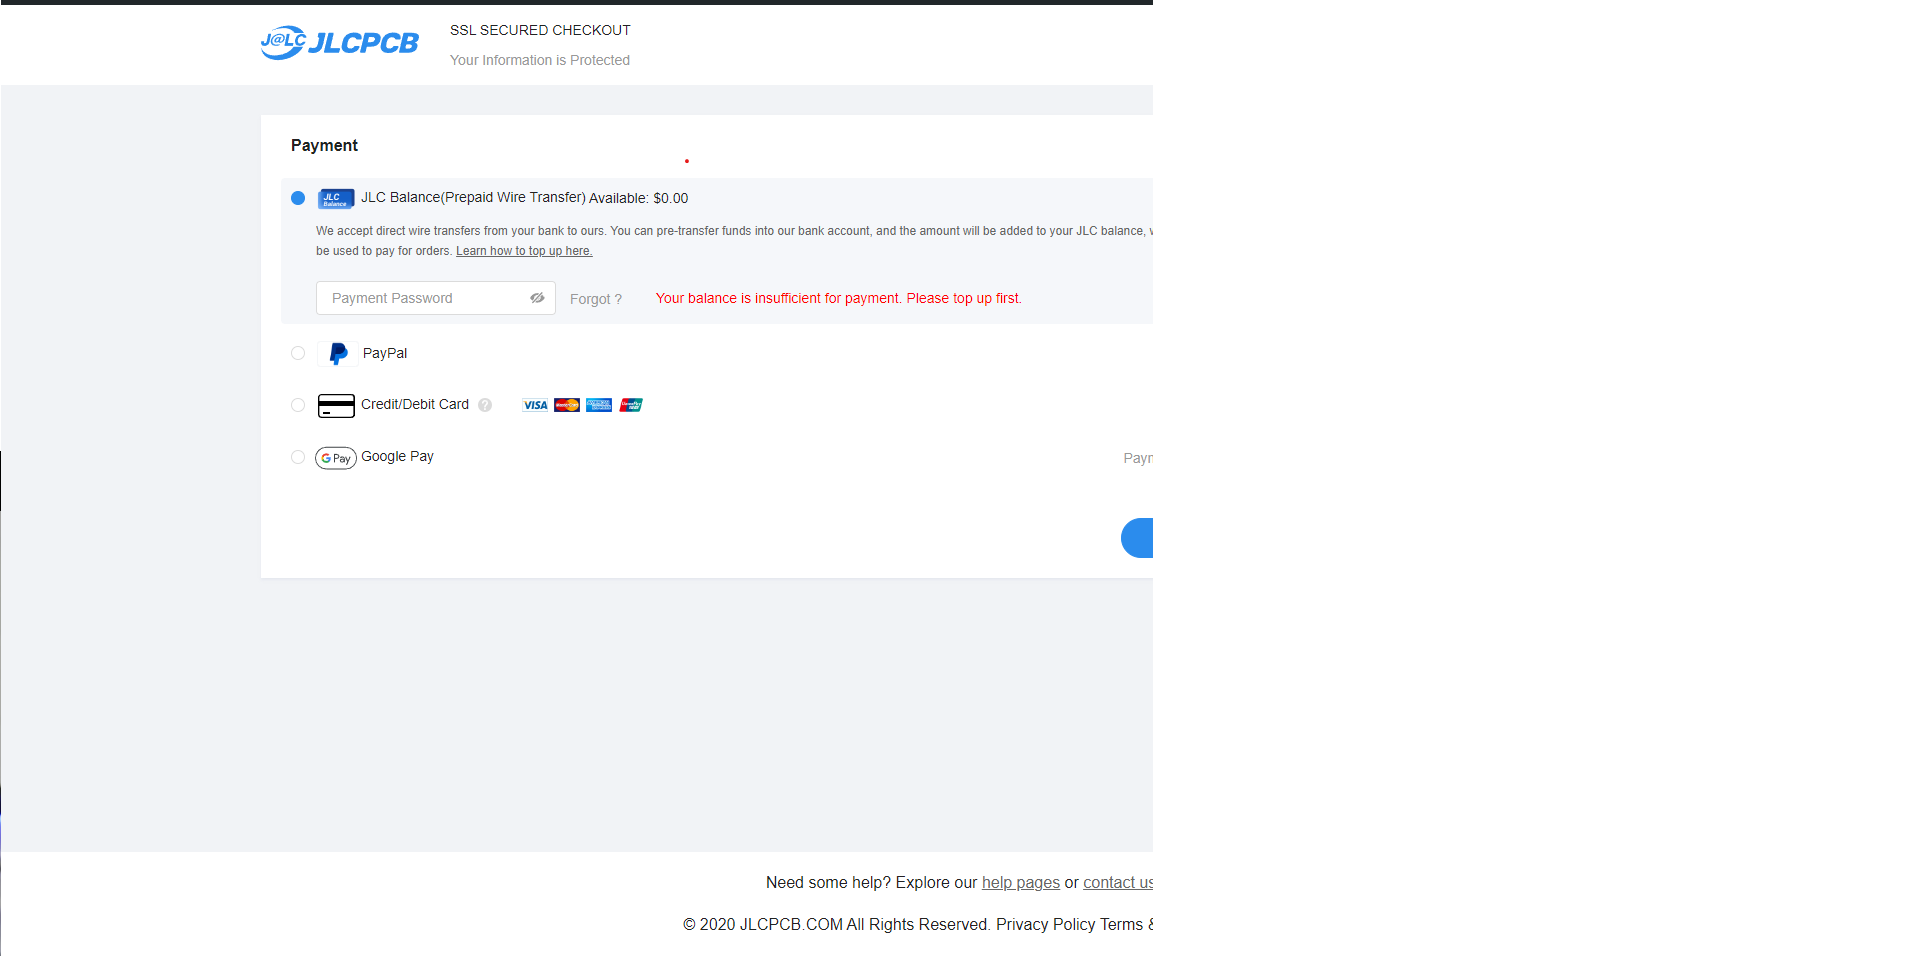 J@LC JLCPCB
SSL SECURED CHECKOUT
Your Information is Protected
Payment
JLC Balance
JLC Balance(Prepaid Wire Transfer) Available: $0.00
We accept direct wire transfers from your bank to ours. You can pre-transfer funds into our bank account, and the amount will be added to your JLC balance,
be used to pay for orders. Learn how to top up here.
Payment Password
Forgot ?
Your balance is insufficient for payment. Please top up first.
PayPal
Credit/Debit Card ? VISA
G Pay Google Pay
Need some help? Explore our help pages or contact us
© 2020 JLCPCB.COM All Rights Reserved. Privacy Policy Terms &